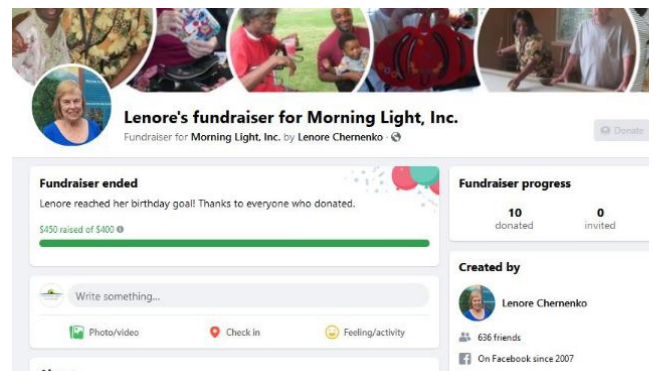 Lenore's fundraiser for Morning Light, Inc.
Fundraiser for Morning Light, Inc. by Lenore Chernenko ·
Donate
Fundraiser ended
Lenore reached her birthday goal! Thanks to everyone who donated.
$450 raised of $400
Write something...
Photo/video
Check in
Feeling/activity
Fundraiser progress
10
0
donated
invited
Created by
Lenore Chernenko
636 friends
On Facebook since 2007